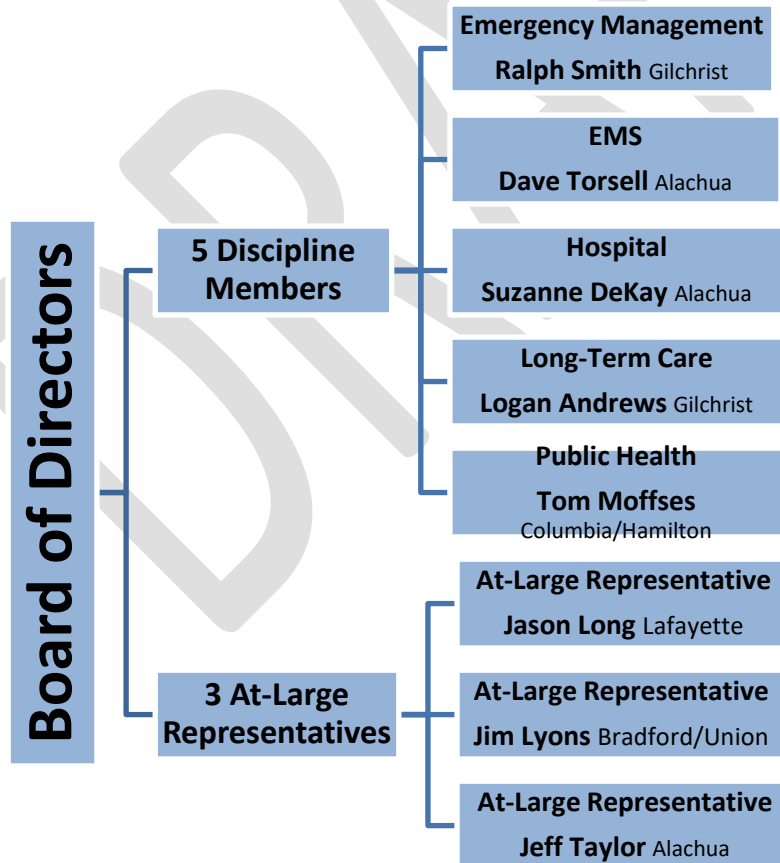 Board of Directors
5 Discipline
Members
Emergency Management
Ralph Smith Gilchrist
EMS
Dave Torsell Alachua
Hospital
Suzanne DeKay Alachua
Long-Term Care
Logan Andrews Gilchrist
Public Health
Tom Moffses
Columbia/Hamilton
3 At-Large
Representatives
At-Large Representative
Jason Long Lafayette
At-Large Representative
Jim Lyons Bradford/Union
At-Large Representative
Jeff Taylor Alachua